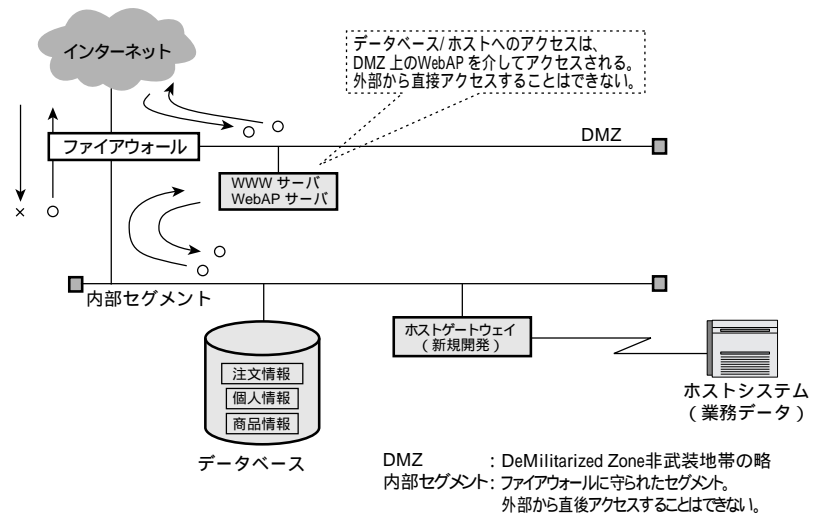 インターネット
データベース/ホストへのアクセスは、
DMZ 上のWebAP を介してアクセスされる。
外部から直接アクセスすることはできない。
ファイアウォール
DMZ
WWW サーバ
WebAP サーバ
内部セグメント
ホストゲートウェイ
(新規開発)
注文情報
個人情報
商品情報
データベース
ホストシステム
(業務データ)
DMZ : DeMilitarized Zone非武装地帯の略
内部セグメント: ファイアウォールに守られたセグメント。
外部から直後アクセスすることはできない。